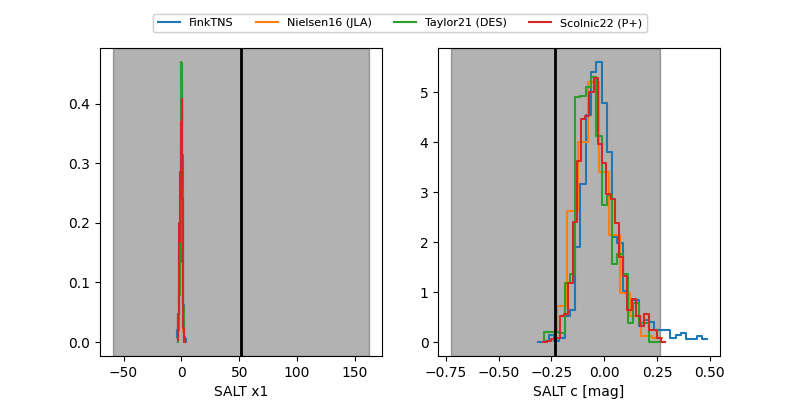 FinkTNS Nielsen16 (JLA) Taylor21 (DES) Scolnic22 (P+)
0.4
0.3
0.2
0.1
0.0
−50 0 50 100 150
SALT x1
5
4
3
2
1
0
−0.75 −0.50 −0.25 0.00 0.25 0.50
SALT c [mag]